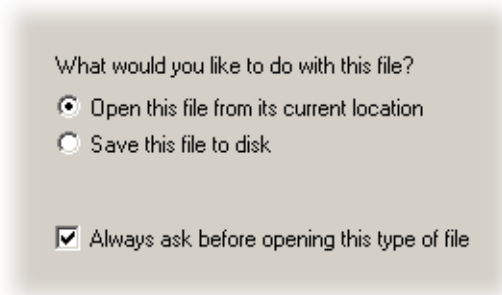 What would you like to do with this file?
Open this file from its current location
Save this file to disk
Always ask before opening this type of file